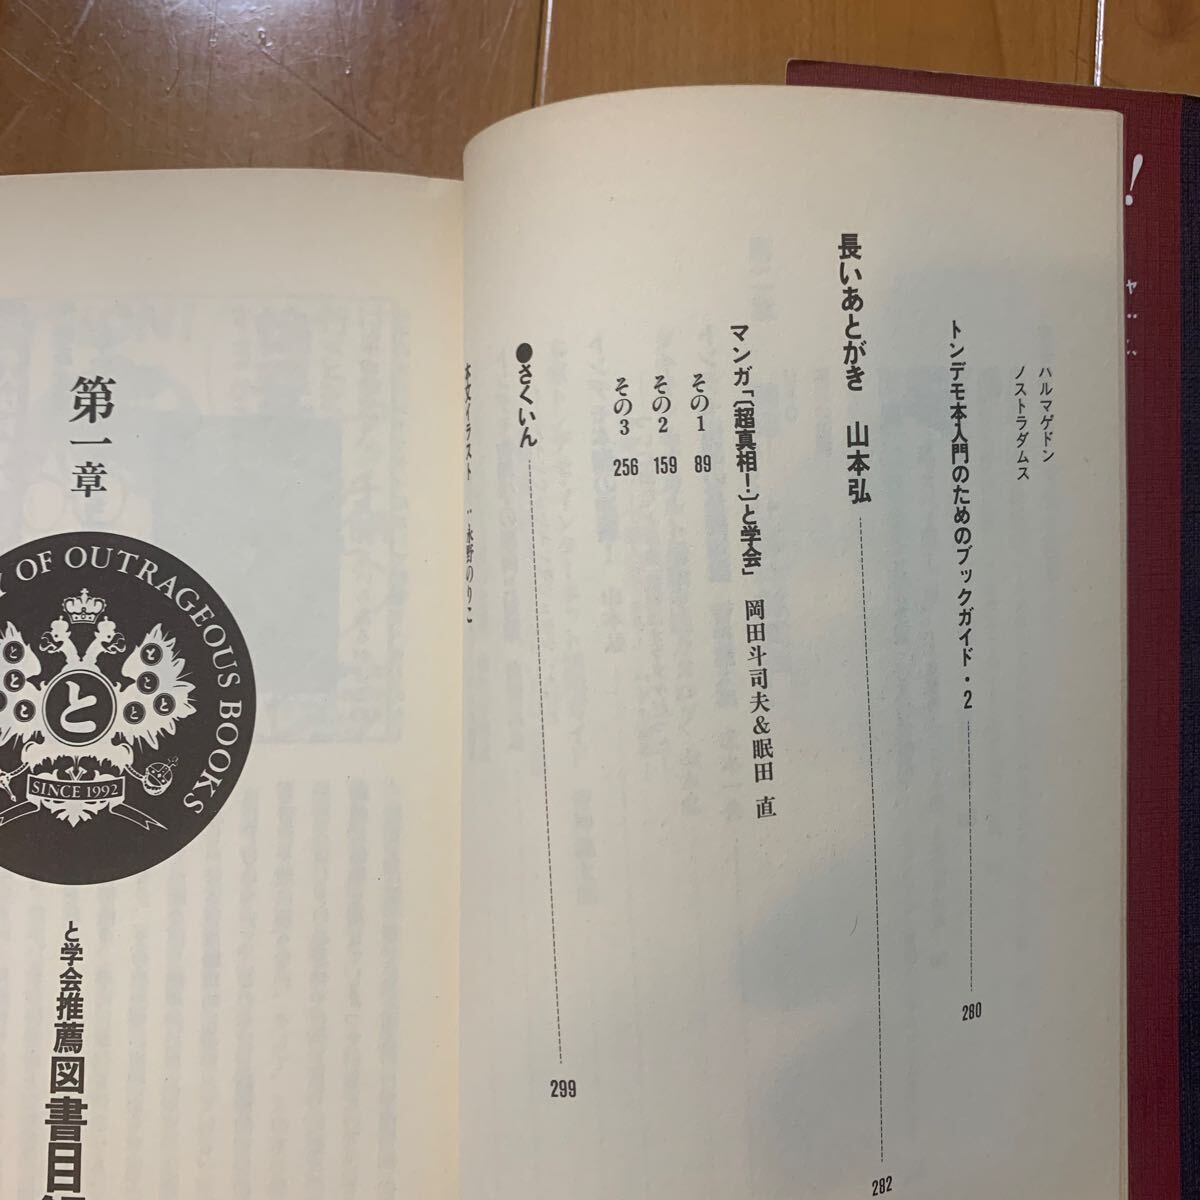 !
ハルマゲドン
ノストラダムス
トンデモ本入門のためのブックガイド・2
280
長いあとがき 山本弘
282
マンガ「〔超真相!〕と学会」 岡田斗司夫&眠田 直
その1 89
その2 159
その3 256
●さくいん
299
本文イラスト:水野のりこ
第一章
Y OF OUTRAGEOUS BOOKS
と
SINCE 1992
と学会推薦図書目